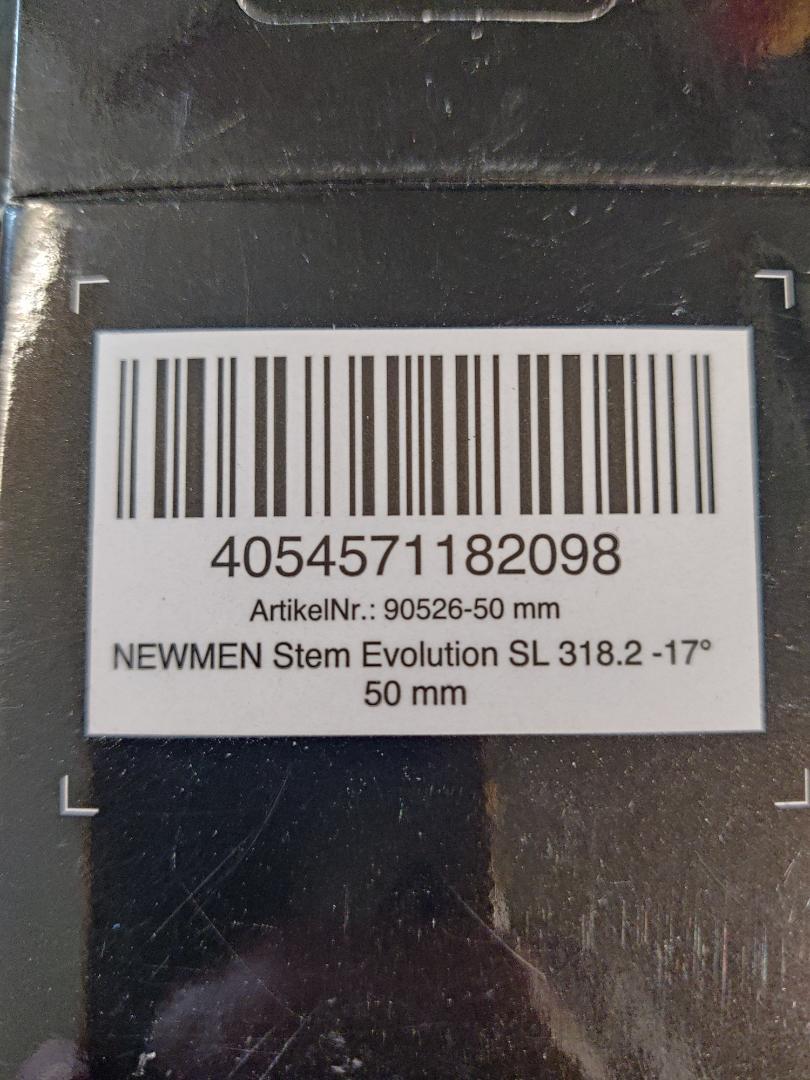 4054571182098
ArtikelNr.: 90526-50 mm
NEWMEN Stem Evolution SL 318.2 -17°
50 mm